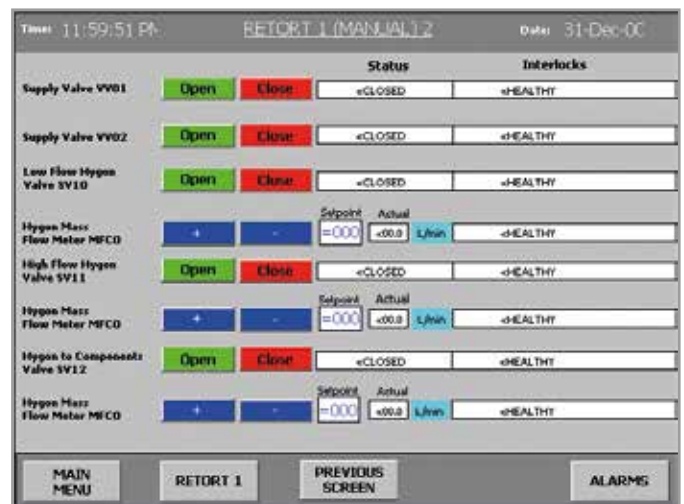 Time: 11:59:51 PM RETORT 1 (MANUAL) 2 Date: 31-Dec-00
Status Interlocks
Supply Valve VV01 Open Close <CLOSED <HEALTHY
Supply Valve VV02 Open Close <CLOSED <HEALTHY
Low Flow Hygon
Valve SV10 Open Close <CLOSED <HEALTHY
Setpoint Actual
Hygon Mass
Flow Meter MFC0 + - =000 <00.0 L/min <HEALTHY
High Flow Hygon
Valve SV11 Open Close <CLOSED <HEALTHY
Setpoint Actual
Hygon Mass
Flow Meter MFC0 + - =000 <00.0 L/min <HEALTHY
Hygon to Components
Valve SV12 Open Close <CLOSED <HEALTHY
Setpoint Actual
Hygon Mass
Flow Meter MFC0 + - =000 <00.0 L/min <HEALTHY
MAIN
MENU
RETORT 1
PREVIOUS
SCREEN
ALARMS